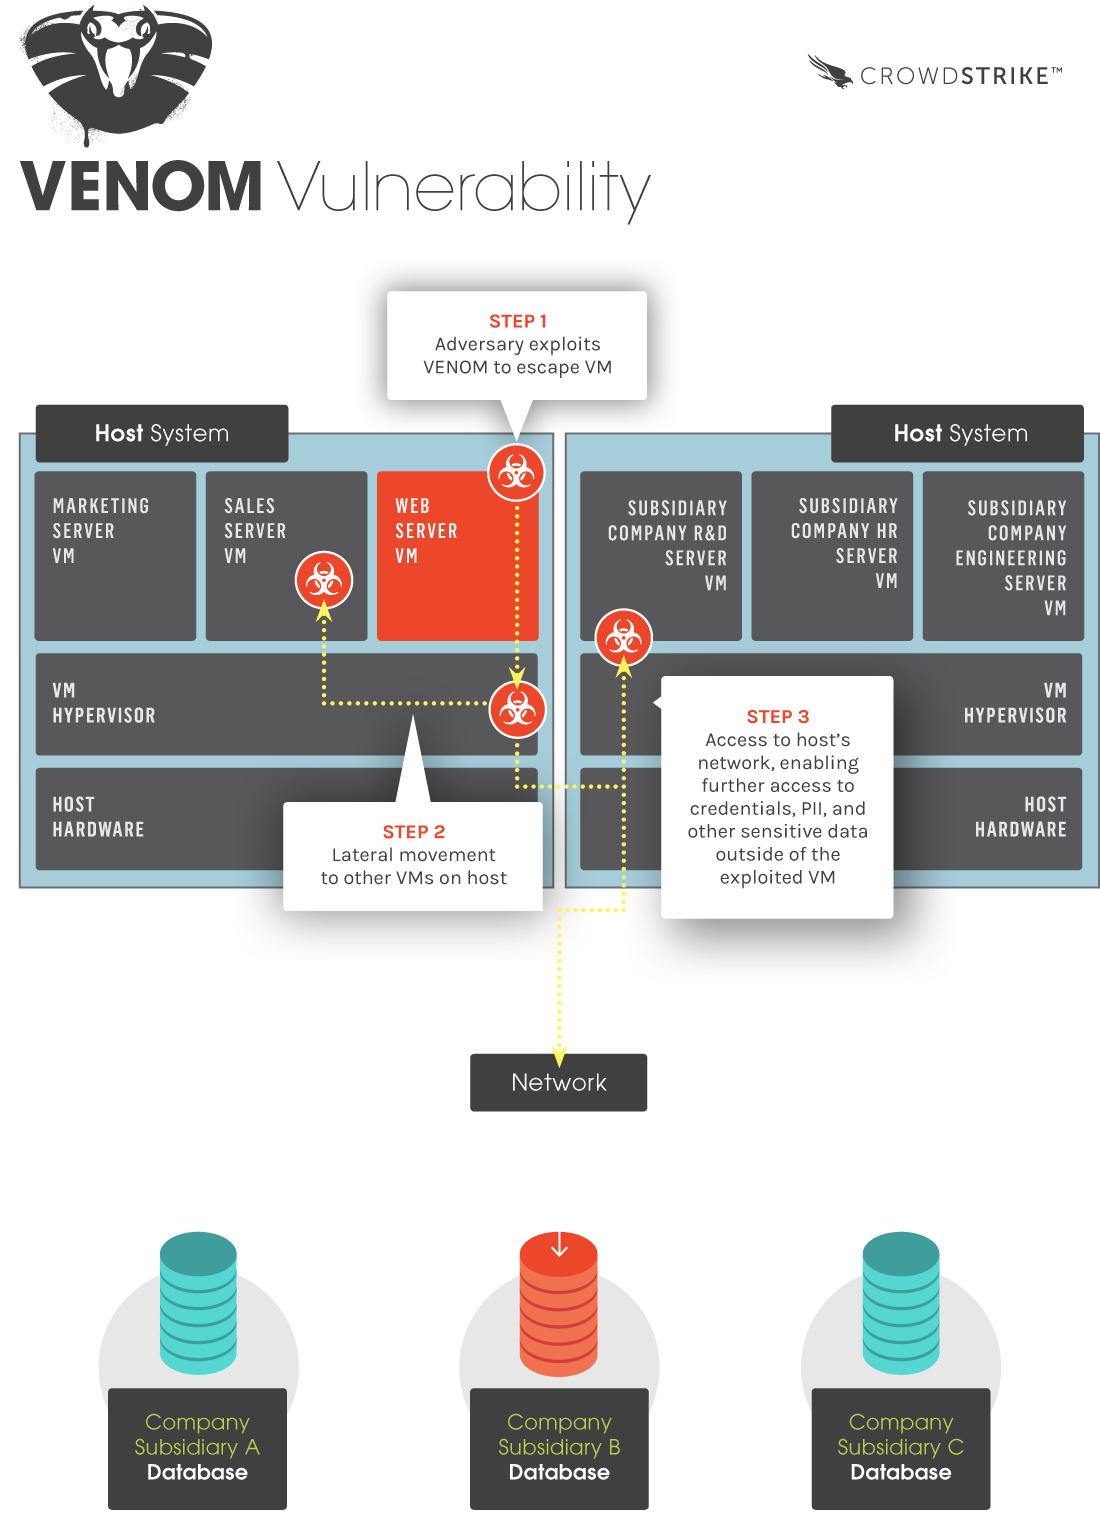 CROWDSTRIKE™
VENOM Vulnerability
STEP 1
Adversary exploits
VENOM to escape VM
Host System
MARKETING
SERVER
VM
SALES
SERVER
VM
WEB
SERVER
VM
VM
HYPERVISOR
HOST
HARDWARE
STEP 2
Lateral movement
to other VMs on host
Host System
SUBSIDIARY
COMPANY R&D
SERVER
VM
SUBSIDIARY
COMPANY HR
SERVER
VM
SUBSIDIARY
COMPANY
ENGINEERING
SERVER
VM
VM
HYPERVISOR
HOST
HARDWARE
STEP 3
Access to host's
network, enabling
further access to
credentials, PII, and
other sensitive data
outside of the
exploited VM
Network
Company
Subsidiary A
Database
Company
Subsidiary B
Database
Company
Subsidiary C
Database